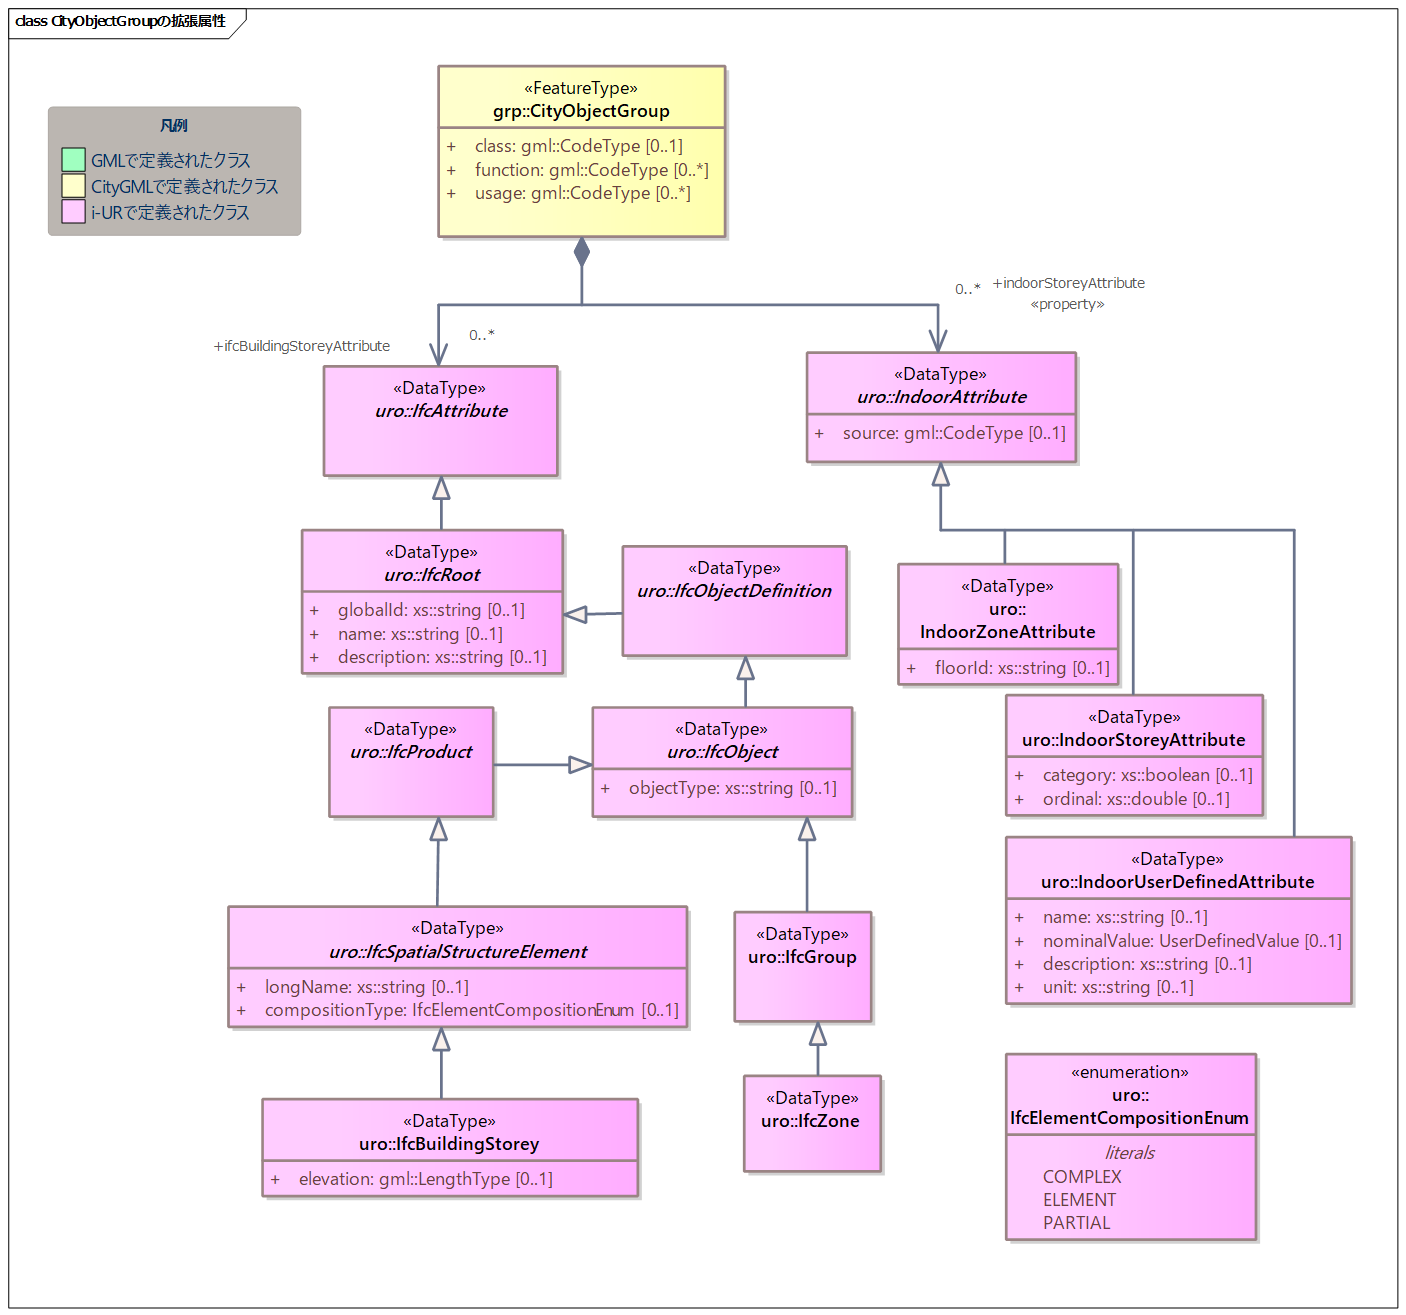 class CityObjectGroupの拡張属性
凡例
GMLで定義されたクラス
CityGMLで定義されたクラス
i-URで定義されたクラス
«FeatureType»
grp::CityObjectGroup
+ class: gml::CodeType [0..1]
+ function: gml::CodeType [0..*]
+ usage: gml::CodeType [0..*]
0..* +indoorStoreyAttribute
«property»
+ifcBuildingStoreyAttribute
0..*
«DataType»
uro::IfcAttribute
«DataType»
uro::IndoorAttribute
+ source: gml::CodeType [0..1]
«DataType»
uro::IfcRoot
+ globalId: xs::string [0..1]
+ name: xs::string [0..1]
+ description: xs::string [0..1]
«DataType»
uro::IfcObjectDefinition
«DataType»
uro::
IndoorZoneAttribute
+ floorId: xs::string [0..1]
«DataType»
uro::IfcProduct
«DataType»
uro::IfcObject
+ objectType: xs::string [0..1]
«DataType»
uro::IndoorStoreyAttribute
+ category: xs::boolean [0..1]
+ ordinal: xs::double [0..1]
«DataType»
uro::IndoorUserDefinedAttribute
+ name: xs::string [0..1]
+ nominalValue: UserDefinedValue [0..1]
+ description: xs::string [0..1]
+ unit: xs::string [0..1]
«DataType»
uro::IfcSpatialStructureElement
+ longName: xs::string [0..1]
+ compositionType: IfcElementCompositionEnum [0..1]
«DataType»
uro::IfcGroup
«DataType»
uro::IfcBuildingStorey
+ elevation: gml::LengthType [0..1]
«DataType»
uro::IfcZone
«enumeration»
uro::
IfcElementCompositionEnum
literals
COMPLEX
ELEMENT
PARTIAL